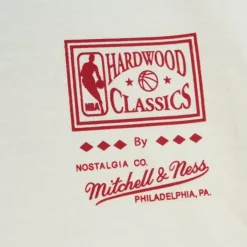 HARDWOOD
NBA
CLASSICS
By
NOSTALGIA CO.
Mitchell & Ness
PHILADELPHIA, PA.